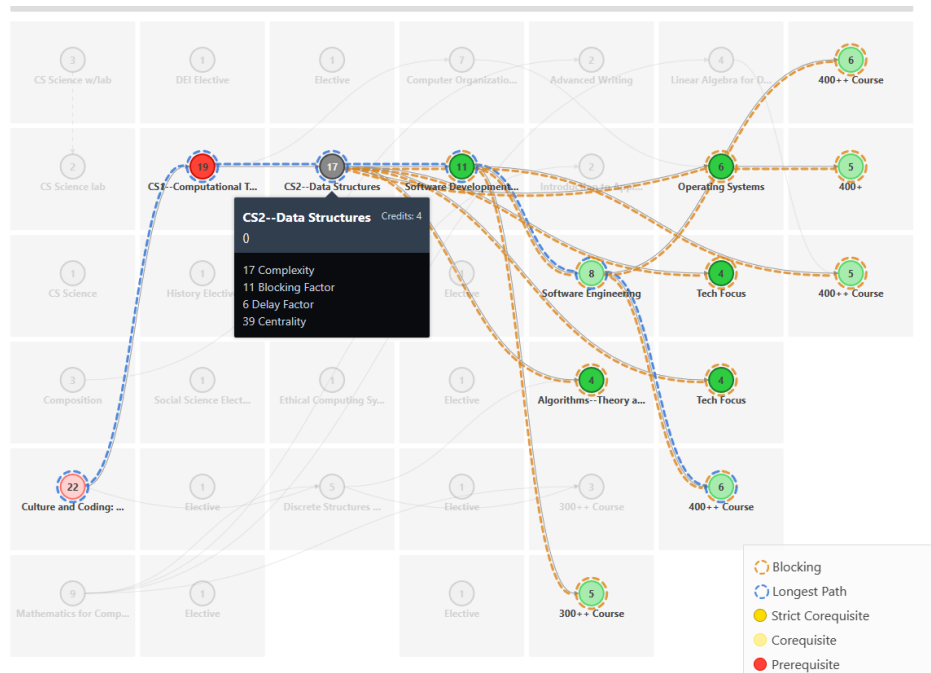 3
1
1
7
2
4
6
CS Science w/lab
DEI Elective
Elective
Computer Organizatio...
Advanced Writing
Linear Algebra for D...
400++ Course
2
19
17
11
2
6
5
CS Science lab
CS1--Computational T...
CS2--Data Structures
Software Development...
Operating Systems
400+
CS2--Data Structures
Credits: 4
0
17 Complexity
11 Blocking Factor
6 Delay Factor
39 Centrality
1
1
1
8
4
5
CS Science
History Elective
Elective
Software Engineering
Tech Focus
400++ Course
3
1
1
1
4
4
Composition
Social Science Elect...
Ethical Computing Sy...
Elective
Algorithms--Theory a...
Tech Focus
22
1
5
1
3
6
Culture and Coding: ...
Elective
Discrete Structures ...
Elective
300++ Course
400++ Course
9
1
1
5
Mathematics for Comp...
Elective
Elective
300++ Course
Blocking
Longest Path
Strict Corequisite
Corequisite
Prerequisite